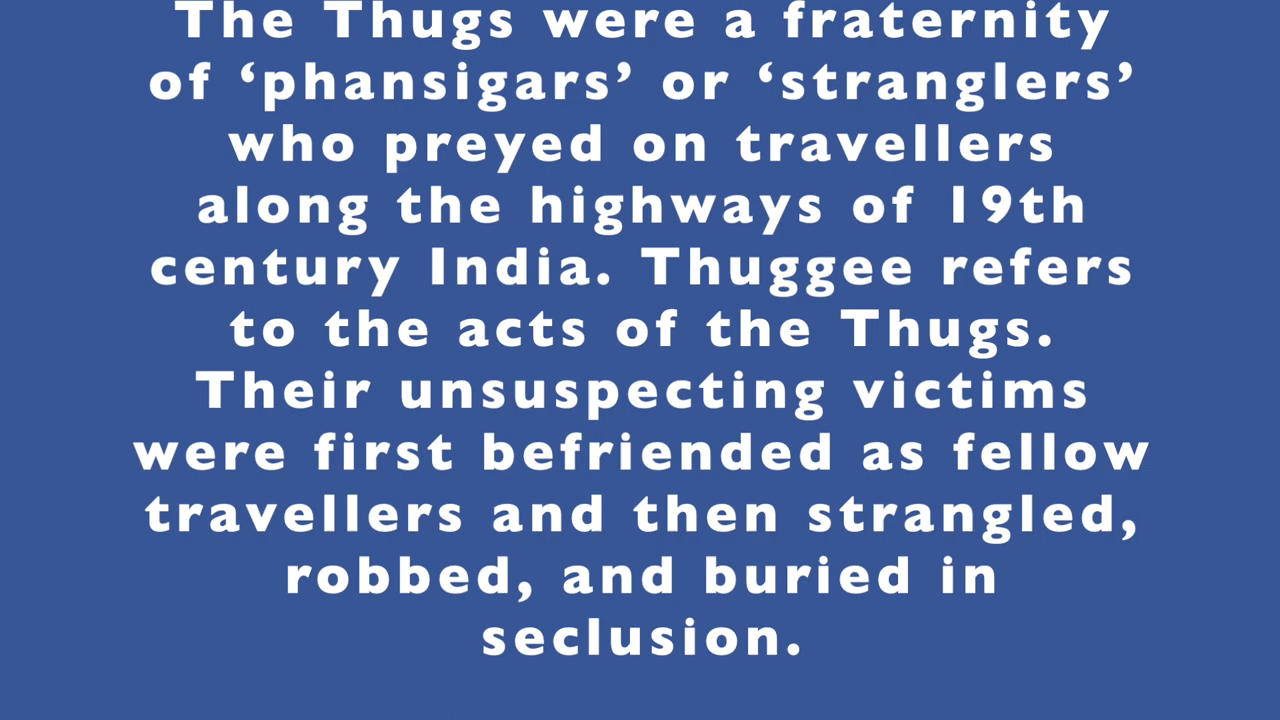 The Thugs were a fraternity
of ‘phansigars’ or ‘stranglers’
who preyed on travellers
along the highways of 19th
century India. Thuggee refers
to the acts of the Thugs.
Their unsuspecting victims
were first befriended as fellow
travellers and then strangled,
robbed, and buried in
seclusion.